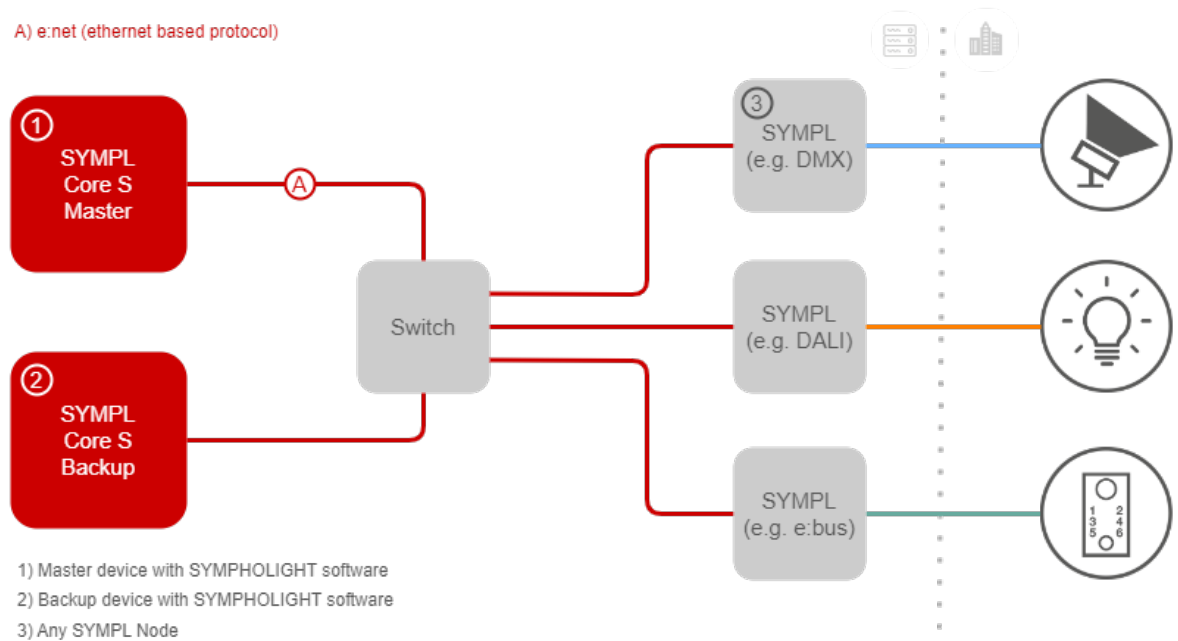 A) e:net (ethernet based protocol)
1
SYMPL
Core S
Master
A
3
SYMPL
(e.g. DMX)
Switch
SYMPL
(e.g. DALI)
2
SYMPL
Core S
Backup
SYMPL
(e.g. e:bus)
1 2
3 4
5 6
1) Master device with SYMPHOLIGHT software
2) Backup device with SYMPHOLIGHT software
3) Any SYMPL Node